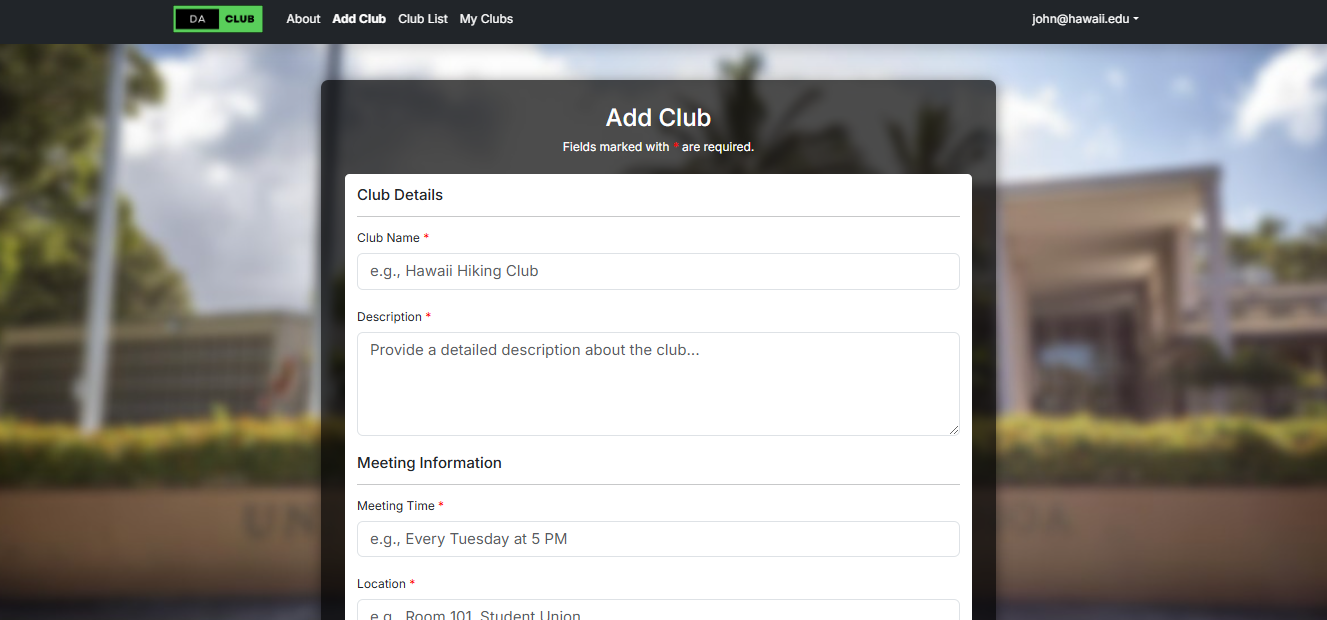 DA CLUB About Add Club Club List My Clubs john@hawaii.edu
Add Club
Fields marked with * are required.
Club Details
Club Name *
e.g., Hawaii Hiking Club
Description *
Provide a detailed description about the club...
Meeting Information
Meeting Time *
e.g., Every Tuesday at 5 PM
Location *
e.g., Room 101, Student Union